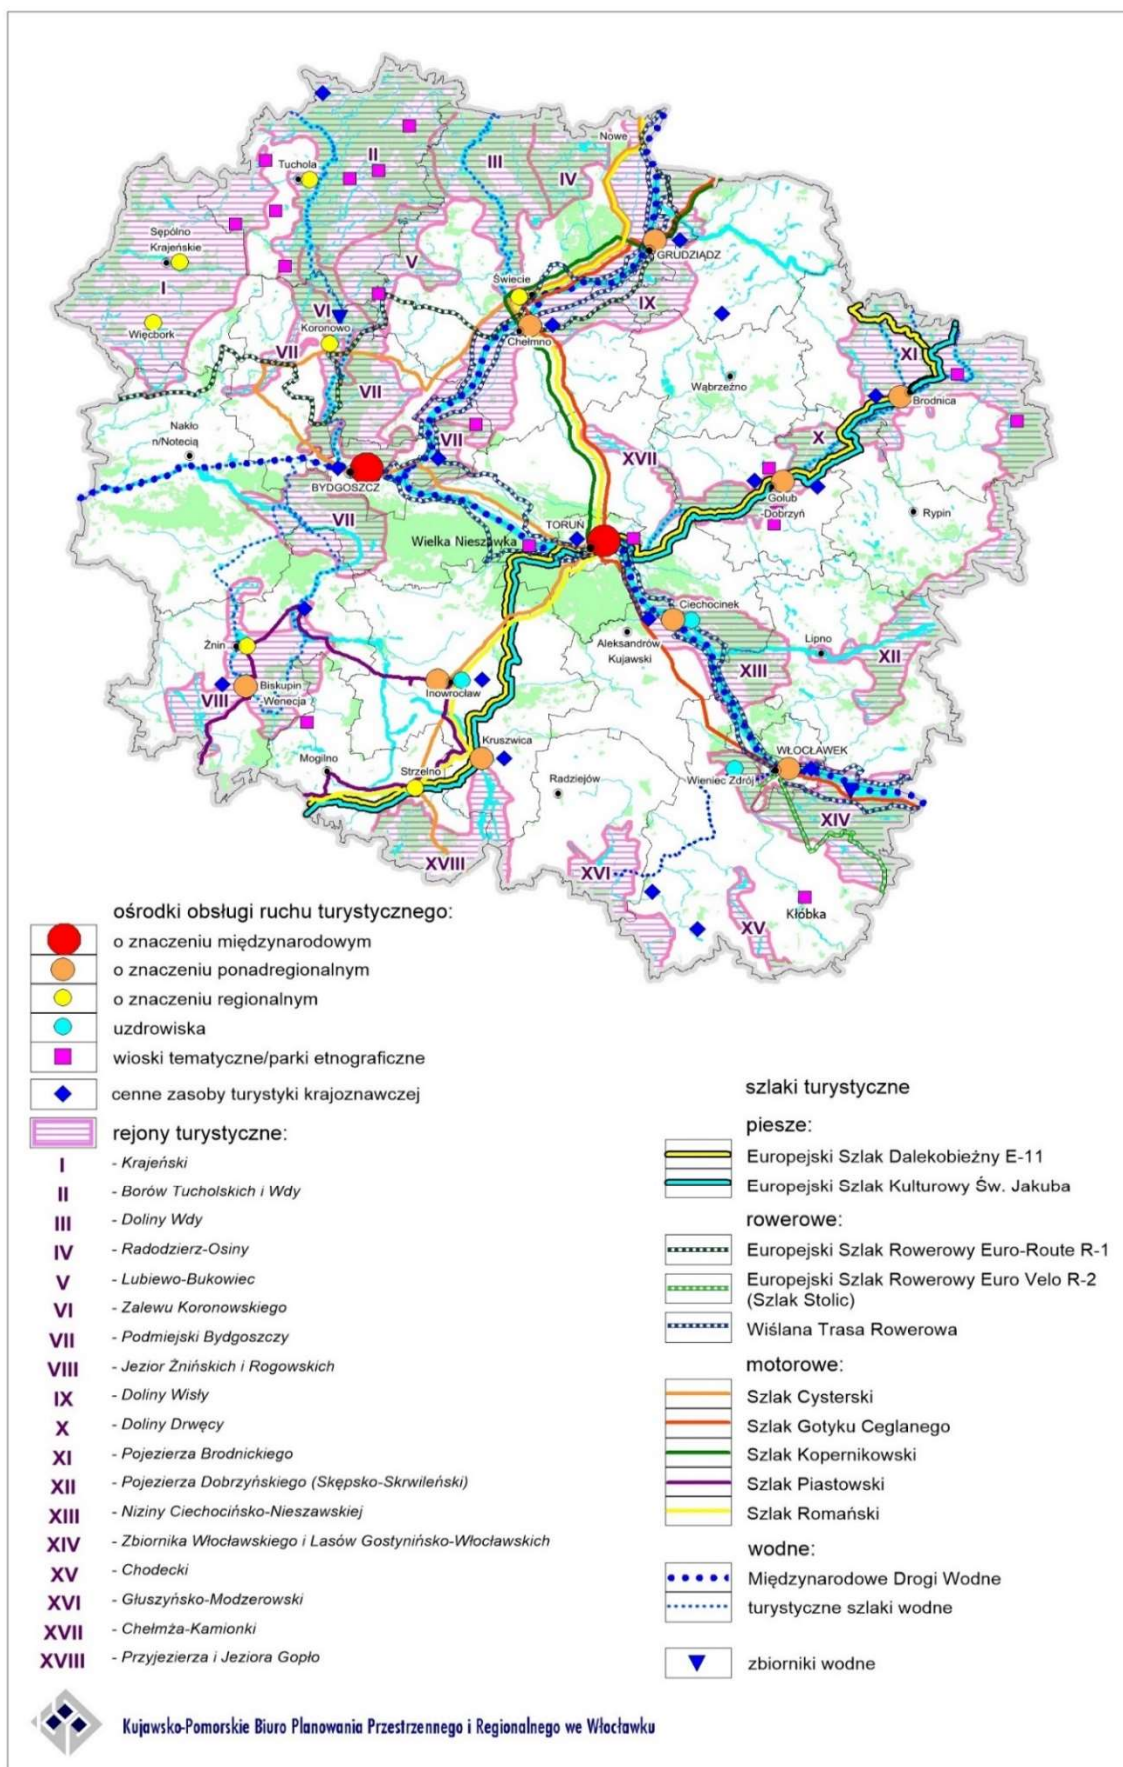 Nowe
II
III
IV
Tuchola
Sępólno
Krajeńskie
I
V
GRUDZIĄDZ
Świecie
IX
VI
Koronowo
Chełmno
Więcbork
VII
XI
VII
Wąbrzeźno
Brodnica
Nakło
n/Notecią
VII
X
XVII
BYDGOSZCZ
Golub
-Dobrzyń
Rypin
VII
TORUŃ
Wielka Nieszawka
Ciechocinek
Aleksandrów
Kujawski
Lipno
XII
Żnin
XIII
Biskupin
-Wenecja
VIII
Inowrocław
Kruszwica
WŁOCŁAWEK
Mogilno
Strzelno
Radziejów
Wieniec Zdrój
XIV
XVIII
XVI
Kłóbka
XV
ośrodki obsługi ruchu turystycznego:
o znaczeniu międzynarodowym
o znaczeniu ponadregionalnym
o znaczeniu regionalnym
uzdrowiska
wioski tematyczne/parki etnograficzne
cenne zasoby turystyki krajoznawczej
rejony turystyczne:
I - Krajeński
II - Borów Tucholskich i Wdy
III - Doliny Wdy
IV - Radodzierz-Osiny
V - Lubiewo-Bukowiec
VI - Zalewu Koronowskiego
VII - Podmiejski Bydgoszczy
VIII - Jezior Żnińskich i Rogowskich
IX - Doliny Wisły
X - Doliny Drwęcy
XI - Pojezierza Brodnickiego
XII - Pojezierza Dobrzyńskiego (Skępsko-Skrwileński)
XIII - Niziny Ciechocińsko-Nieszawskiej
XIV - Zbiornika Włocławskiego i Lasów Gostynińsko-Włocławskich
XV - Chodecki
XVI - Głuszyńsko-Modzerowski
XVII - Chełmża-Kamionki
XVIII - Przyjezierza i Jeziora Gopło
szlaki turystyczne
piesze:
Europejski Szlak Dalekobieżny E-11
Europejski Szlak Kulturowy Św. Jakuba
rowerowe:
Europejski Szlak Rowerowy Euro-Route R-1
Europejski Szlak Rowerowy Euro Velo R-2
(Szlak Stolic)
Wiślana Trasa Rowerowa
motorowe:
Szlak Cysterski
Szlak Gotyku Ceglanego
Szlak Kopernikowski
Szlak Piastowski
Szlak Romański
wodne:
Międzynarodowe Drogi Wodne
turystyczne szlaki wodne
zbiorniki wodne
Kujawsko-Pomorskie Biuro Planowania Przestrzennego i Regionalnego we Włocławku